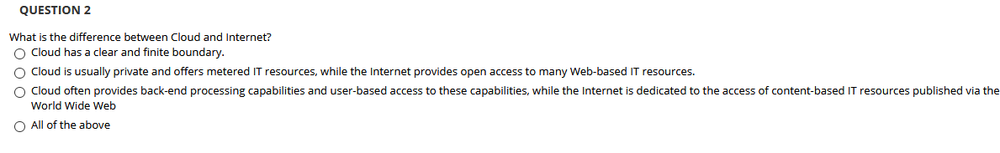 QUESTION 2
What is the difference between Cloud and Internet?
Cloud has a clear and finite boundary.
Cloud is usually private and offers metered IT resources, while the Internet provides open access to many Web-based IT resources.
Cloud often provides back-end processing capabilities and user-based access to these capabilities, while the Internet is dedicated to the access of content-based IT resources published via the
World Wide Web
All of the above